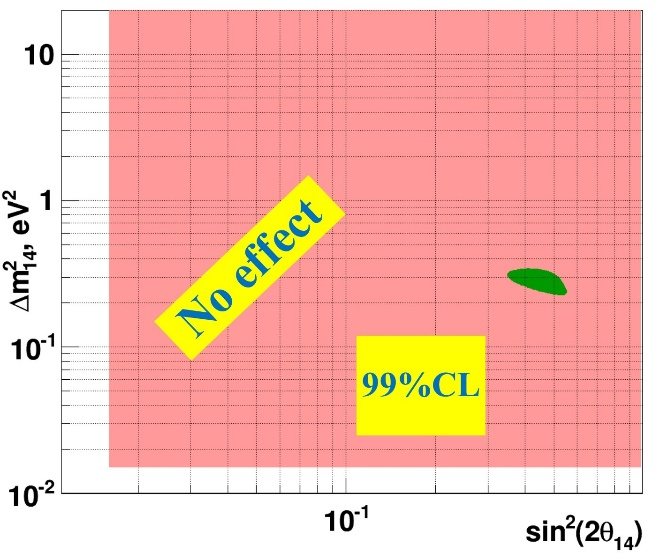 10
1
10⁻¹
10⁻²
Δm²₁₄, eV²
No effect
99%CL
10⁻¹
sin²(2θ₁₄)